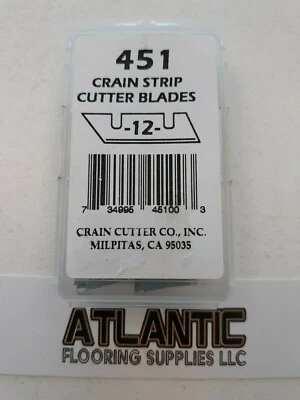 451
CRAIN STRIP
CUTTER BLADES
-12-
7 34995 45100 3
CRAIN CUTTER CO., INC.
MILPITAS, CA 95035
ATLANTIC
FLOORING SUPPLIES LLC